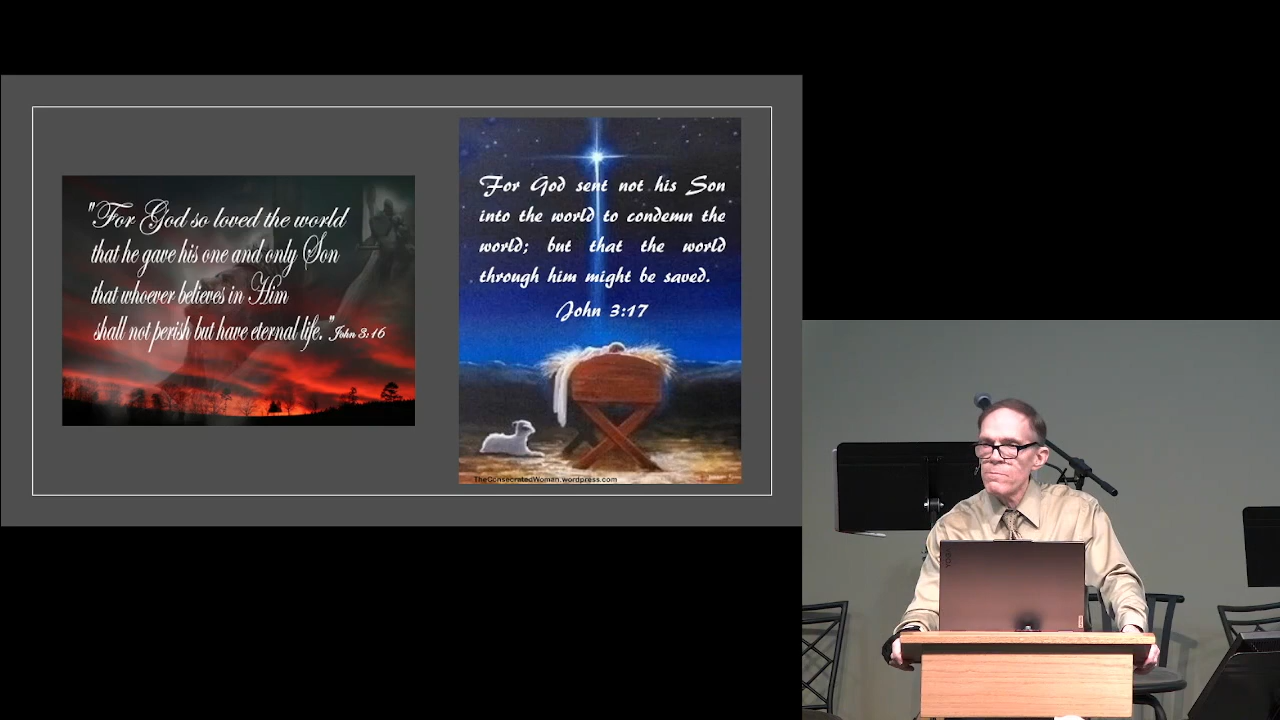 "For God so loved the world
that he gave his one and only Son
that whoever believes in Him
shall not perish but have eternal life." John 3:16
For God sent not his Son
into the world to condemn the
world; but that the world
through him might be saved.
John 3:17
TheConsecratedWoman.wordpress.com